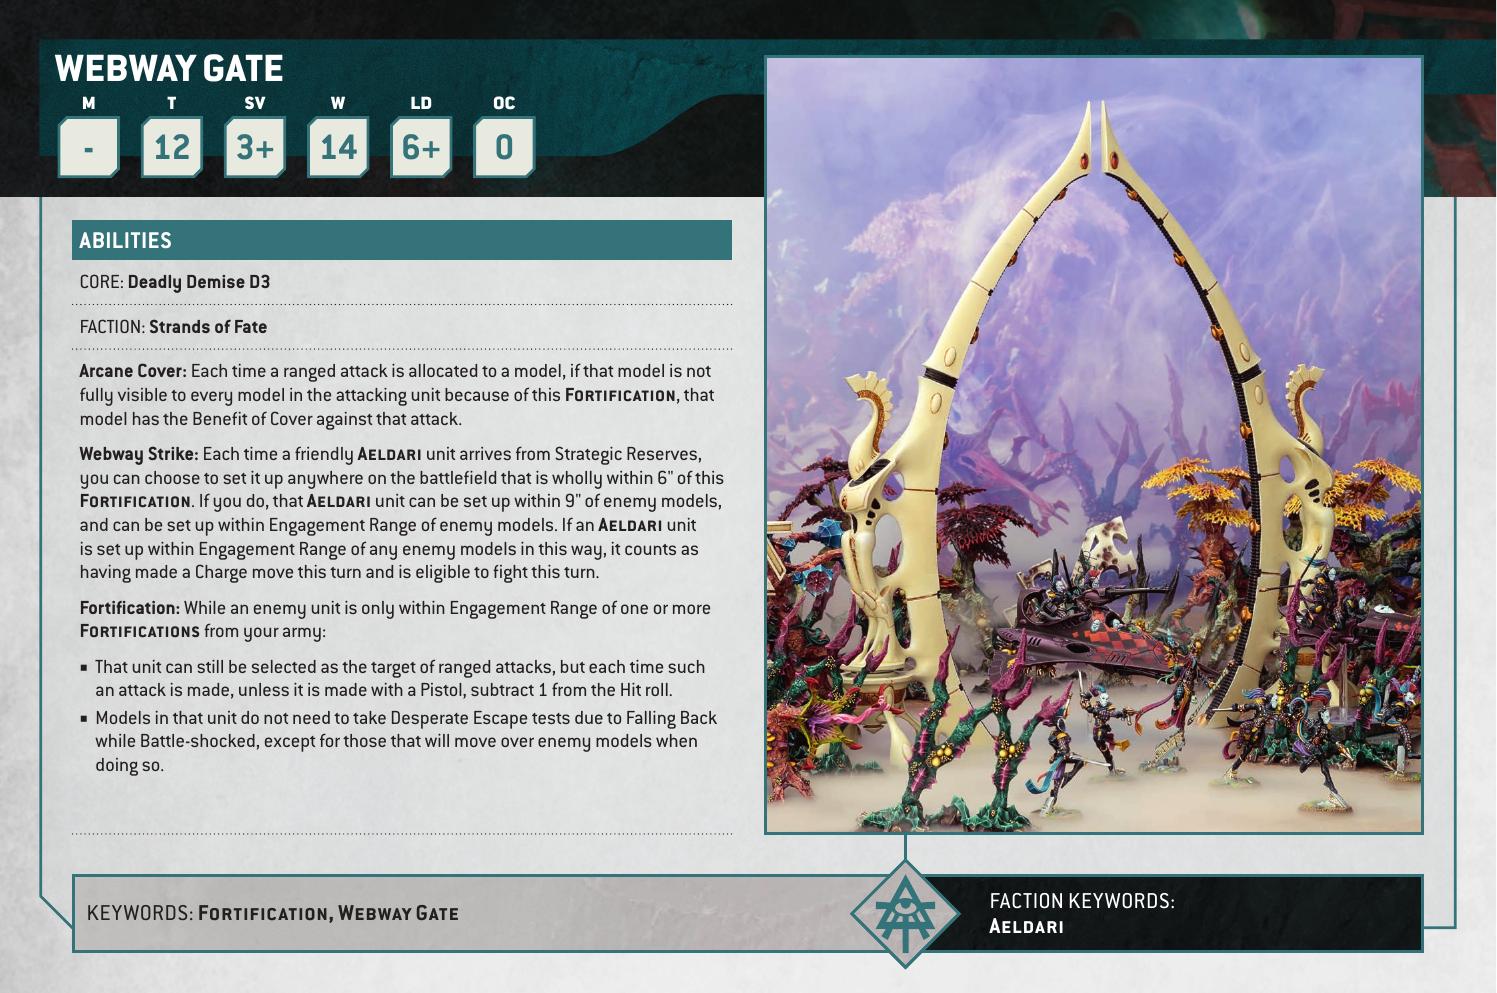 WEBWAY GATE
M T SV W LD OC
- 12 3+ 14 6+ 0
ABILITIES
CORE: Deadly Demise D3
FACTION: Strands of Fate
Arcane Cover: Each time a ranged attack is allocated to a model, if that model is not
fully visible to every model in the attacking unit because of this FORTIFICATION, that
model has the Benefit of Cover against that attack.
Webway Strike: Each time a friendly AELDARI unit arrives from Strategic Reserves,
you can choose to set it up anywhere on the battlefield that is wholly within 6" of this
FORTIFICATION. If you do, that AELDARI unit can be set up within 9" of enemy models,
and can be set up within Engagement Range of enemy models. If an AELDARI unit
is set up within Engagement Range of any enemy models in this way, it counts as
having made a Charge move this turn and is eligible to fight this turn.
Fortification: While an enemy unit is only within Engagement Range of one or more
FORTIFICATIONS from your army:
▪ That unit can still be selected as the target of ranged attacks, but each time such
an attack is made, unless it is made with a Pistol, subtract 1 from the Hit roll.
▪ Models in that unit do not need to take Desperate Escape tests due to Falling Back
while Battle-shocked, except for those that will move over enemy models when
doing so.
KEYWORDS: FORTIFICATION, WEBWAY GATE
FACTION KEYWORDS:
AELDARI